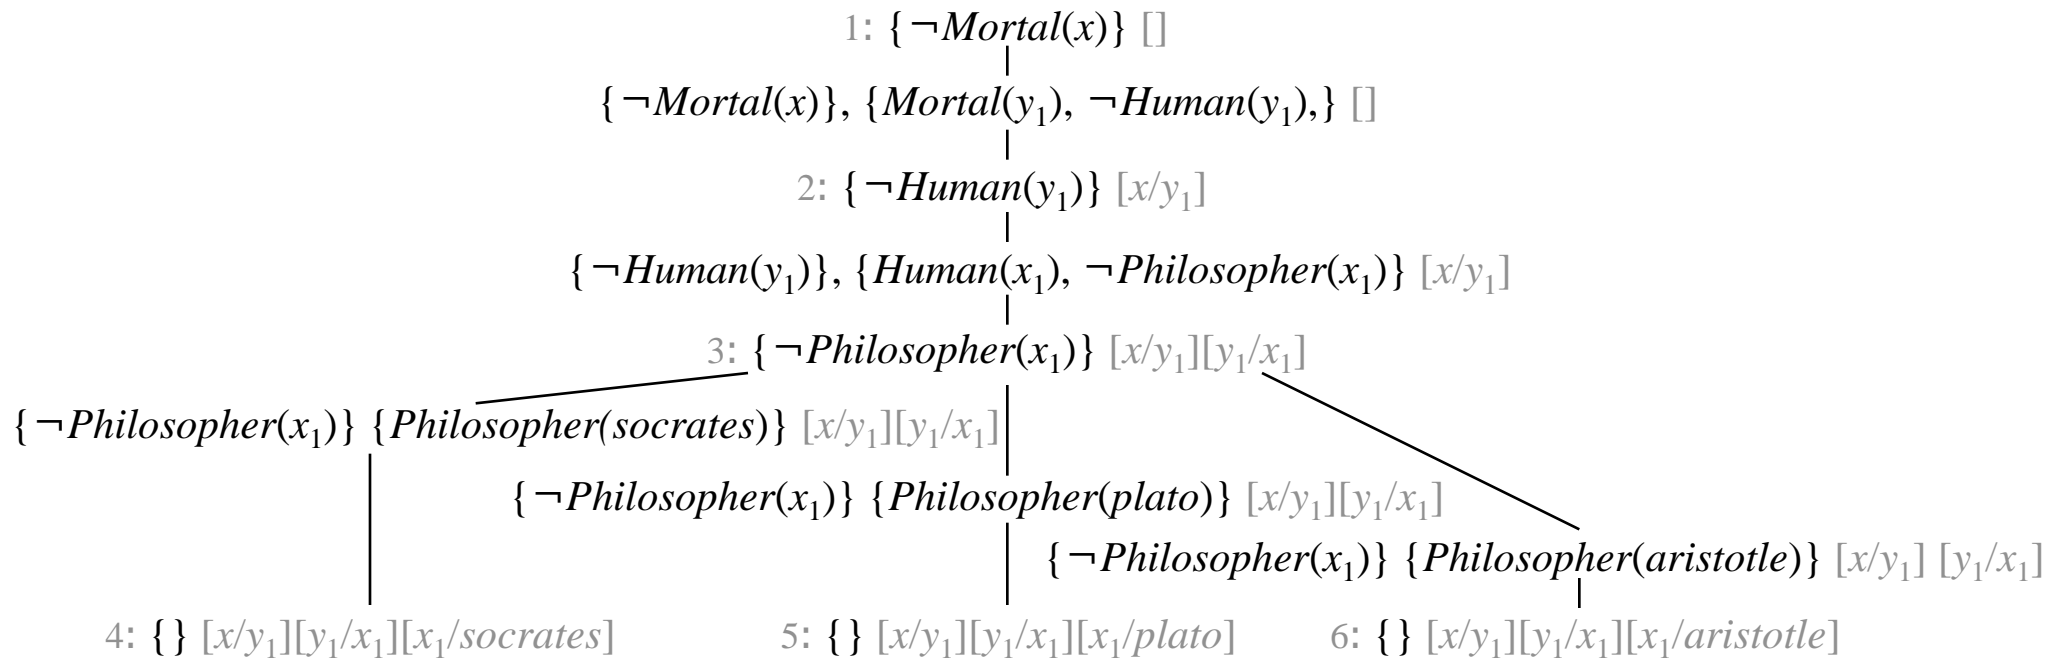 1: {¬Mortal(x)} []
{¬Mortal(x)}, {Mortal(y₁), ¬Human(y₁),} []
2: {¬Human(y₁)} [x/y₁]
{¬Human(y₁)}, {Human(x₁), ¬Philosopher(x₁)} [x/y₁]
3: {¬Philosopher(x₁)} [x/y₁][y₁/x₁]
{¬Philosopher(x₁)} {Philosopher(socrates)} [x/y₁][y₁/x₁]
{¬Philosopher(x₁)} {Philosopher(plato)} [x/y₁][y₁/x₁]
{¬Philosopher(x₁)} {Philosopher(aristotle)} [x/y₁] [y₁/x₁]
4: {} [x/y₁][y₁/x₁][x₁/socrates]
5: {} [x/y₁][y₁/x₁][x₁/plato]
6: {} [x/y₁][y₁/x₁][x₁/aristotle]